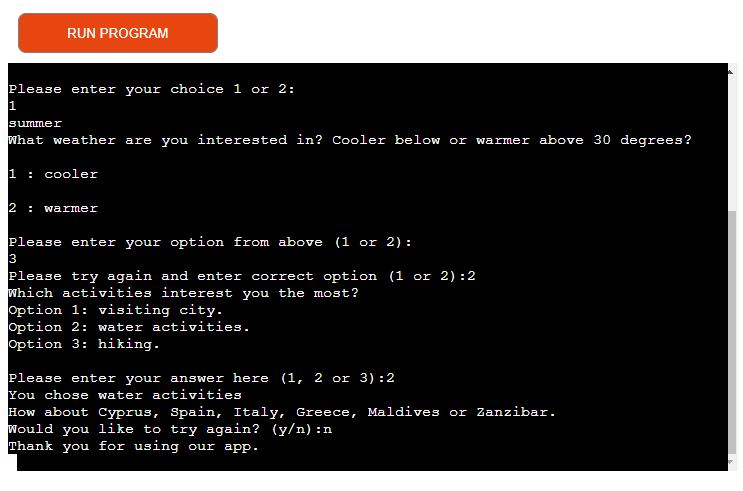 RUN PROGRAM
Please enter your choice 1 or 2:
1
summer
What weather are you interested in? Cooler below or warmer above 30 degrees?
1 : cooler
2 : warmer
Please enter your option from above (1 or 2):
3
Please try again and enter correct option (1 or 2):2
Which activities interest you the most?
Option 1: visiting city.
Option 2: water activities.
Option 3: hiking.
Please enter your answer here (1, 2 or 3):2
You chose water activities
How about Cyprus, Spain, Italy, Greece, Maldives or Zanzibar.
Would you like to try again? (y/n):n
Thank you for using our app.